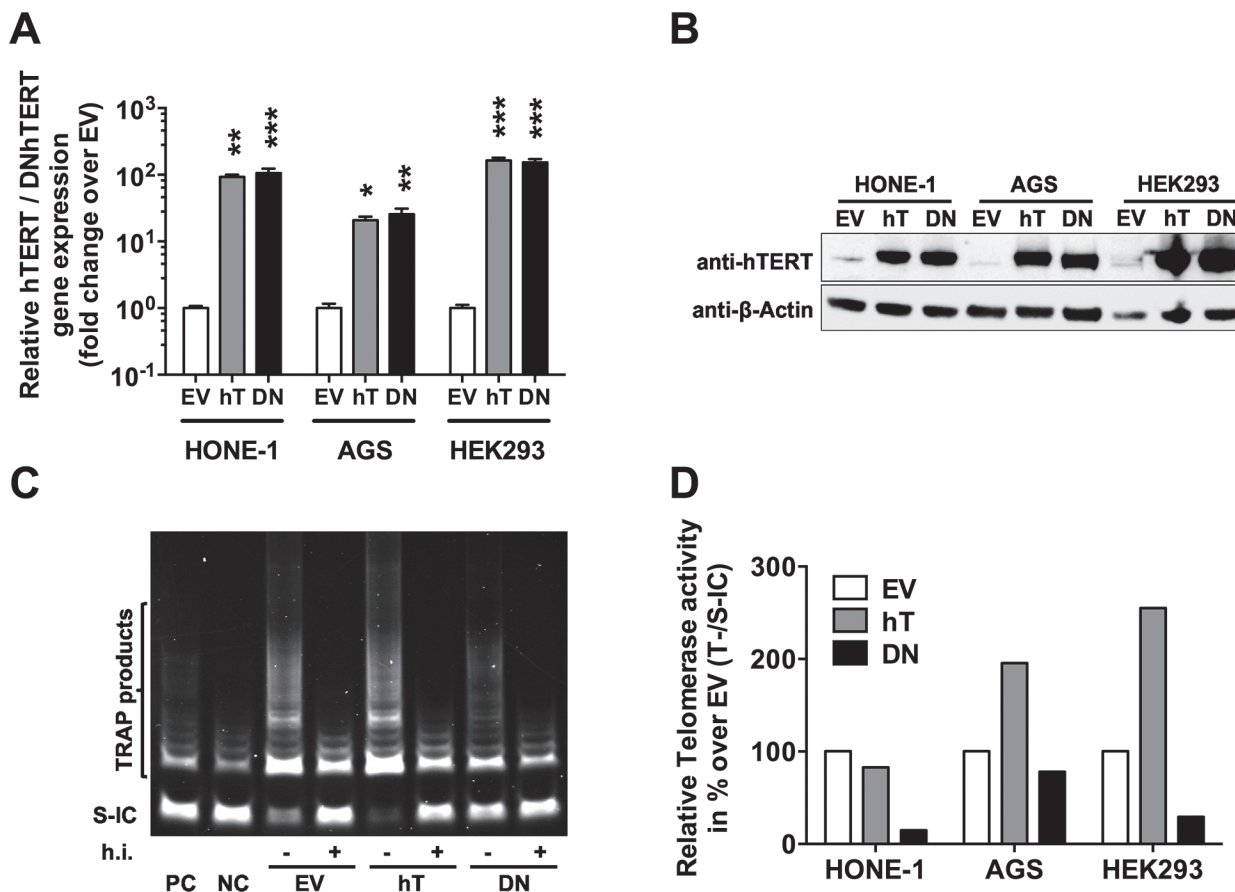 A
Relative hTERT / DNhTERT
gene expression
(fold change over EV)
10³
10²
10¹
10⁰
10⁻¹
** *** * ** *** ***
EV hT DN EV hT DN EV hT DN
HONE-1 AGS HEK293
B
HONE-1 AGS HEK293
EV hT DN EV hT DN EV hT DN
anti-hTERT
anti-β-Actin
C
TRAP products
S-IC
h.i. - + - + - +
PC NC EV hT DN
D
Relative Telomerase activity
in % over EV (T-/S-IC)
300
200
100
0
EV
hT
DN
HONE-1 AGS HEK293